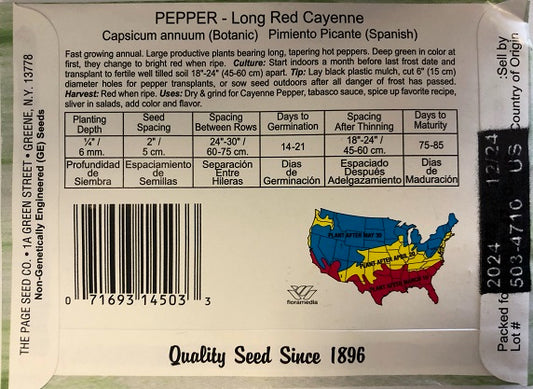 PEPPER - Long Red Cayenne
Capsicum annuum (Botanic) Pimiento Picante (Spanish)
Fast growing annual. Large productive plants bearing long, tapering hot peppers. Deep green in color at
first, they change to bright red when ripe. Culture: Start indoors a month before last frost date and
transplant to fertile well tilled soil 18"-24" (45-60 cm) apart. Tip: Lay black plastic mulch, cut 6" (15 cm)
diameter holes for pepper transplants, or sow seed outdoors after all danger of frost has passed.
Harvest: Red when ripe. Uses: Dry & grind for Cayenne Pepper, tabasco sauce, spice up favorite recipe,
sliver in salads, add color and flavor.
Planting Depth Seed Spacing Spacing Between Rows Days to Germination Spacing After Thinning Days to Maturity
¼" / 6 mm. 2" / 5 cm. 24"-30" / 60-75 cm. 14-21 18"-24" / 45-60 cm. 75-85
Profundidad de Siembra Espaciamiento de Semillas Separación Entre Hileras Dias de Germinación Espaciado Después Adelgazamiento Dias de Maduración
PLANT AFTER MAY 30
PLANT AFTER APRIL 20
PLANT AFTER MARCH
floramedia
0 71693 14503 3
Quality Seed Since 1896
THE PAGE SEED CO. • 1A GREEN STREET • GREENE, N.Y. 13778
Non-Genetically Engineered (GE) Seeds
Packed for 2024 12/24 :Sell by
Lot # 503-4716 US Country of Origin